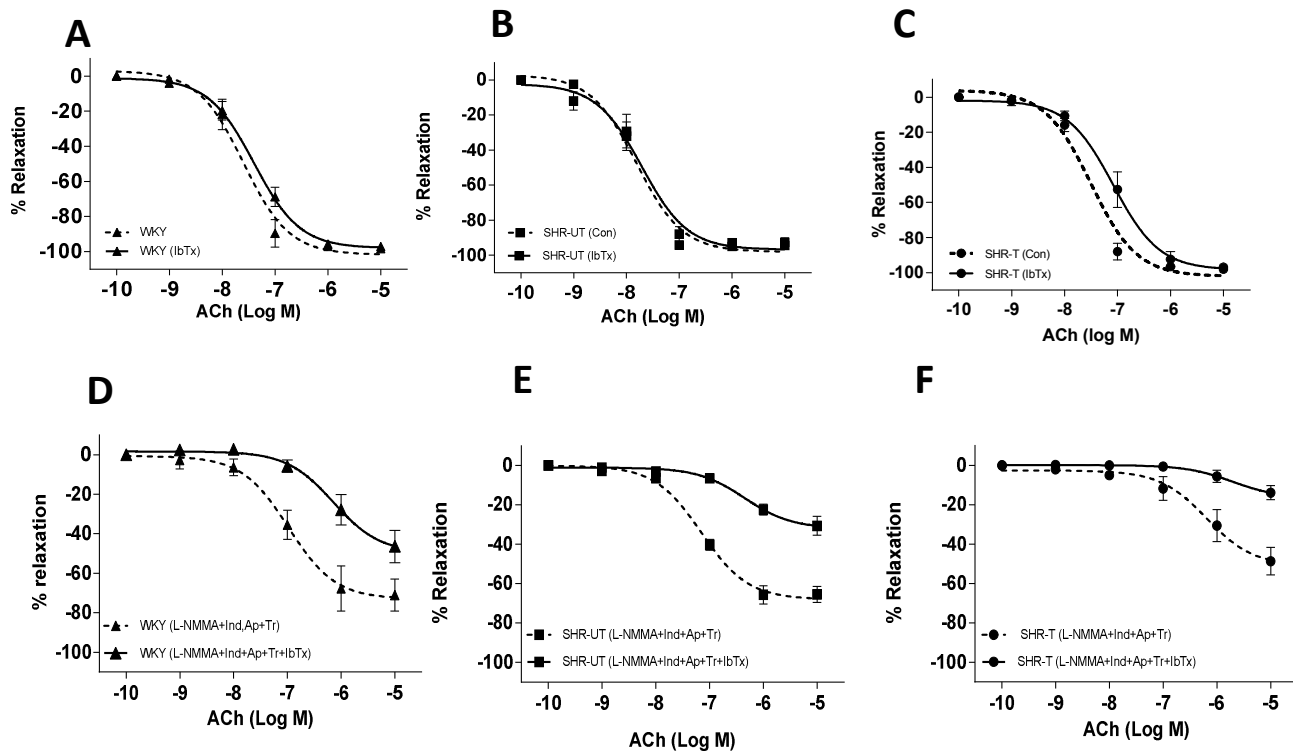 A
0
-20
-40
-60
-80
-100
% Relaxation
WKY
WKY (IbTx)
-10 -9 -8 -7 -6 -5
ACh (Log M)
B
0
-20
-40
-60
-80
-100
% Relaxation
SHR-UT (Con)
SHR-UT (IbTx)
-10 -9 -8 -7 -6 -5
ACh (Log M)
C
0
-20
-40
-60
-80
-100
% Relaxation
SHR-T (Con)
SHR-T (IbTx)
-10 -9 -8 -7 -6 -5
ACh (log M)
D
0
-20
-40
-60
-80
-100
% relaxation
WKY (L-NMMA+Ind,Ap+Tr)
WKY (L-NMMA+Ind+Ap+Tr+IbTx)
-10 -9 -8 -7 -6 -5
ACh (Log M)
E
0
-20
-40
-60
-80
-100
% Relaxation
SHR-UT (L-NMMA+Ind+Ap+Tr)
SHR-UT (L-NMMA+Ind+Ap+Tr+IbTx)
-10 -9 -8 -7 -6 -5
ACh (Log M)
F
0
-20
-40
-60
-80
-100
% Relaxation
SHR-T (L-NMMA+Ind+Ap+Tr)
SHR-T (L-NMMA+Ind+Ap+Tr+IbTx)
-10 -9 -8 -7 -6 -5
ACh (Log M)